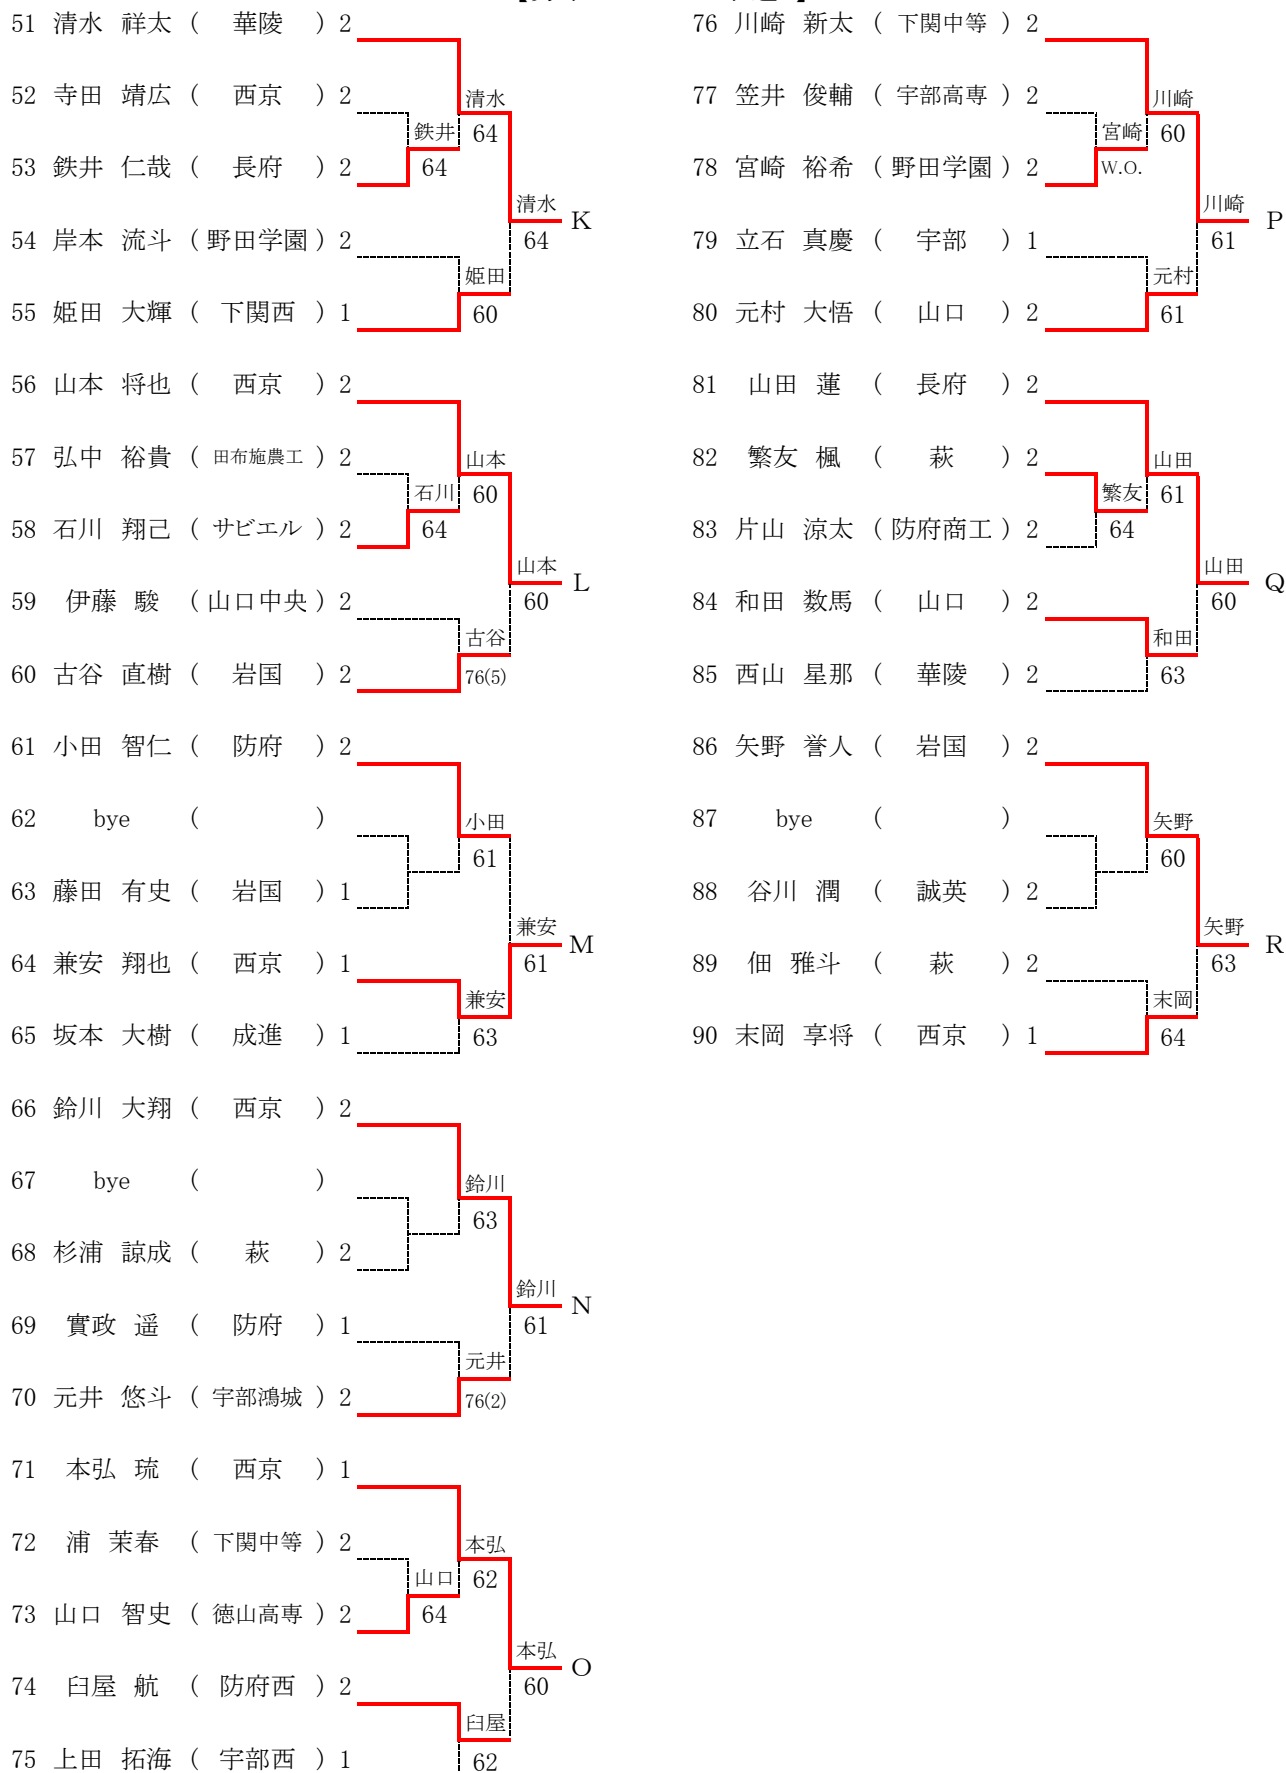 51 清水 祥太 ( 華陵 ) 2
清水
52 寺田 靖広 ( 西京 ) 2
64
鉄井
64
53 鉄井 仁哉 ( 長府 ) 2
清水 K
64
54 岸本 流斗 ( 野田学園 ) 2
姫田
60
55 姫田 大輝 ( 下関西 ) 1
56 山本 将也 ( 西京 ) 2
57 弘中 裕貴 ( 田布施農工 ) 2
山本
60
石川
64
58 石川 翔己 ( サビエル ) 2
山本 L
60
59 伊藤 駿 ( 山口中央 ) 2
古谷
76(5)
60 古谷 直樹 ( 岩国 ) 2
61 小田 智仁 ( 防府 ) 2
62 bye ( )
小田
61
63 藤田 有史 ( 岩国 ) 1
兼安 M
61
64 兼安 翔也 ( 西京 ) 1
兼安
63
65 坂本 大樹 ( 成進 ) 1
66 鈴川 大翔 ( 西京 ) 2
67 bye ( )
鈴川
63
68 杉浦 諒成 ( 萩 ) 2
鈴川 N
61
69 實政 遥 ( 防府 ) 1
元井
76(2)
70 元井 悠斗 ( 宇部鴻城 ) 2
71 本弘 琉 ( 西京 ) 1
72 浦 茉春 ( 下関中等 ) 2
本弘
62
山口
64
73 山口 智史 ( 徳山高専 ) 2
本弘 O
60
74 臼屋 航 ( 防府西 ) 2
臼屋
62
75 上田 拓海 ( 宇部西 ) 1
76 川崎 新太 ( 下関中等 ) 2
77 笠井 俊輔 ( 宇部高専 ) 2
川崎
60
宮崎
W.O.
78 宮崎 裕希 ( 野田学園 ) 2
川崎 P
61
79 立石 真慶 ( 宇部 ) 1
元村
61
80 元村 大悟 ( 山口 ) 2
81 山田 蓮 ( 長府 ) 2
82 繁友 楓 ( 萩 ) 2
山田
61
繁友
64
83 片山 涼太 ( 防府商工 ) 2
山田 Q
60
84 和田 数馬 ( 山口 ) 2
和田
63
85 西山 星那 ( 華陵 ) 2
86 矢野 誉人 ( 岩国 ) 2
87 bye ( )
矢野
60
88 谷川 潤 ( 誠英 ) 2
矢野 R
63
89 佃 雅斗 ( 萩 ) 2
末岡
64
90 末岡 享将 ( 西京 ) 1